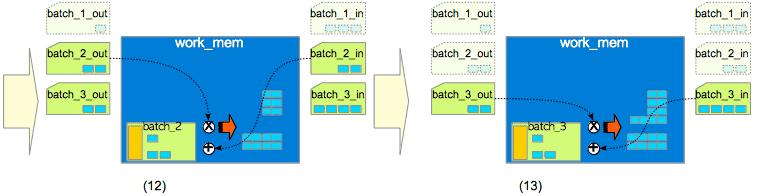 batch_1_out
batch_2_out
batch_3_out
work_mem
batch_2
batch_1_in
batch_2_in
batch_3_in
(12)
batch_1_out
batch_2_out
batch_3_out
work_mem
batch_3
batch_1_in
batch_2_in
batch_3_in
(13)